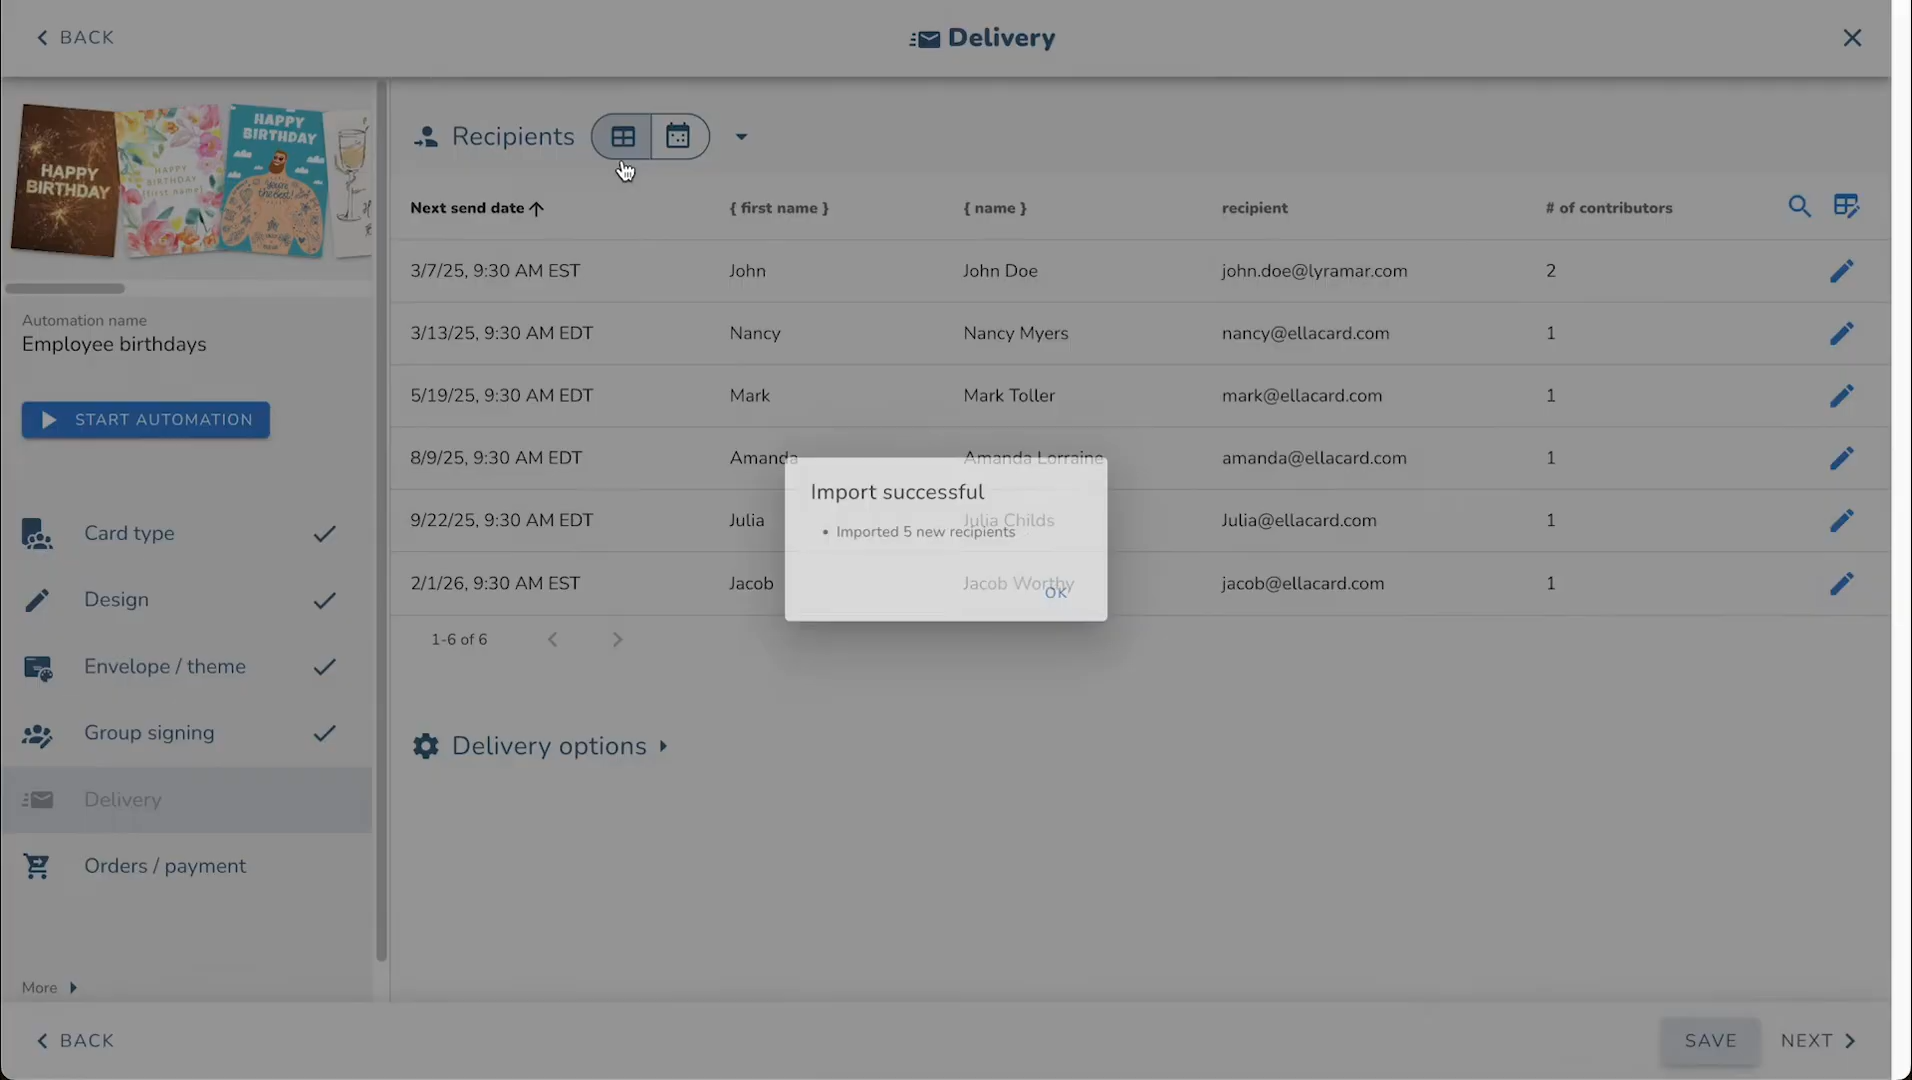 BACK
Delivery
HAPPY BIRTHDAY
HAPPY BIRTHDAY
{first name}
HAPPY BIRTHDAY
Recipients
Next send date { first name } { name } recipient # of contributors
3/7/25, 9:30 AM EST John John Doe john.doe@lyramar.com 2
3/13/25, 9:30 AM EDT Nancy Nancy Myers nancy@ellacard.com 1
5/19/25, 9:30 AM EDT Mark Mark Toller mark@ellacard.com 1
8/9/25, 9:30 AM EDT Amanda Amanda Lorraine amanda@ellacard.com 1
9/22/25, 9:30 AM EDT Julia Julia Childs Julia@ellacard.com 1
2/1/26, 9:30 AM EST Jacob Jacob Worthy jacob@ellacard.com 1
1-6 of 6
Import successful
• Imported 5 new recipients
OK
Delivery options
Automation name
Employee birthdays
START AUTOMATION
Card type
Design
Envelope / theme
Group signing
Delivery
Orders / payment
More
BACK
SAVE
NEXT